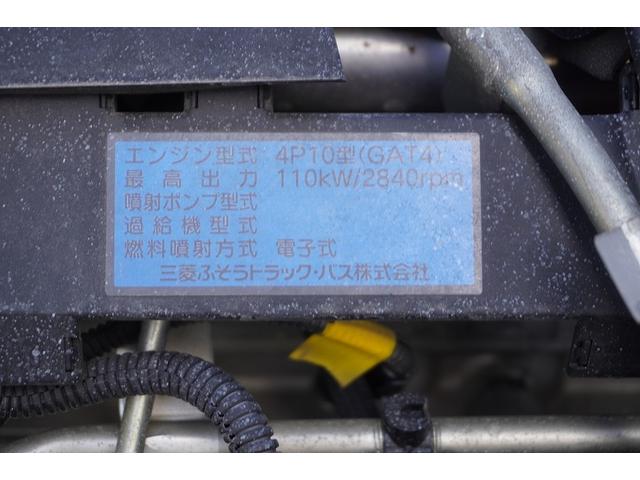 エンジン型式 4P10型(GAT4)
最高出力 110kW/2840rpm
噴射ポンプ型式
過給機型式
燃料噴射方式 電子式
三菱ふそうトラック・バス株式会社